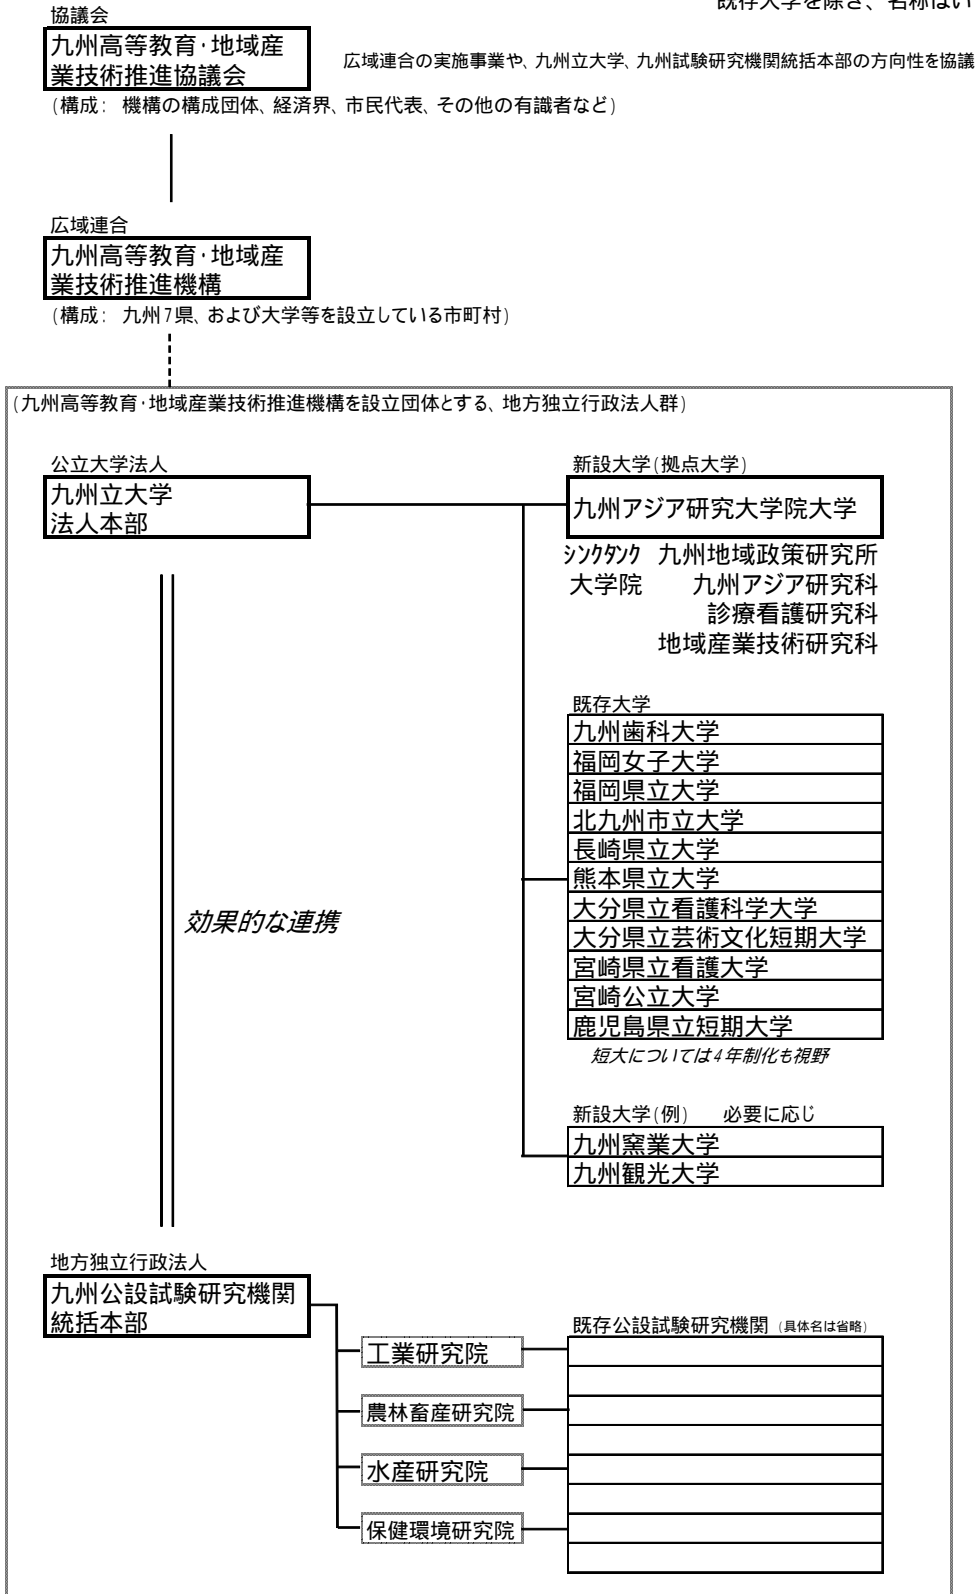 既存大学を除き、名称はい
協議会
九州高等教育･地域産
業技術推進協議会
広域連合の実施事業や、九州立大学、九州試験研究機関統括本部の方向性を協議
(構成: 機構の構成団体、経済界、市民代表、その他の有識者など)
広域連合
九州高等教育･地域産
業技術推進機構
(構成: 九州7県、および大学等を設立している市町村)
(九州高等教育･地域産業技術推進機構を設立団体とする、地方独立行政法人群)
公立大学法人
九州立大学
法人本部
新設大学(拠点大学)
九州アジア研究大学院大学
ｼﾝｸﾀﾝｸ 九州地域政策研究所
大学院 九州アジア研究科
診療看護研究科
地域産業技術研究科
既存大学
九州歯科大学
福岡女子大学
福岡県立大学
北九州市立大学
長崎県立大学
熊本県立大学
大分県立看護科学大学
大分県立芸術文化短期大学
宮崎県立看護大学
宮崎公立大学
鹿児島県立短期大学
短大については4年制化も視野
効果的な連携
新設大学(例) 必要に応じ
九州窯業大学
九州観光大学
地方独立行政法人
九州公設試験研究機関
統括本部
既存公設試験研究機関 (具体名は省略)
工業研究院
農林畜産研究院
水産研究院
保健環境研究院